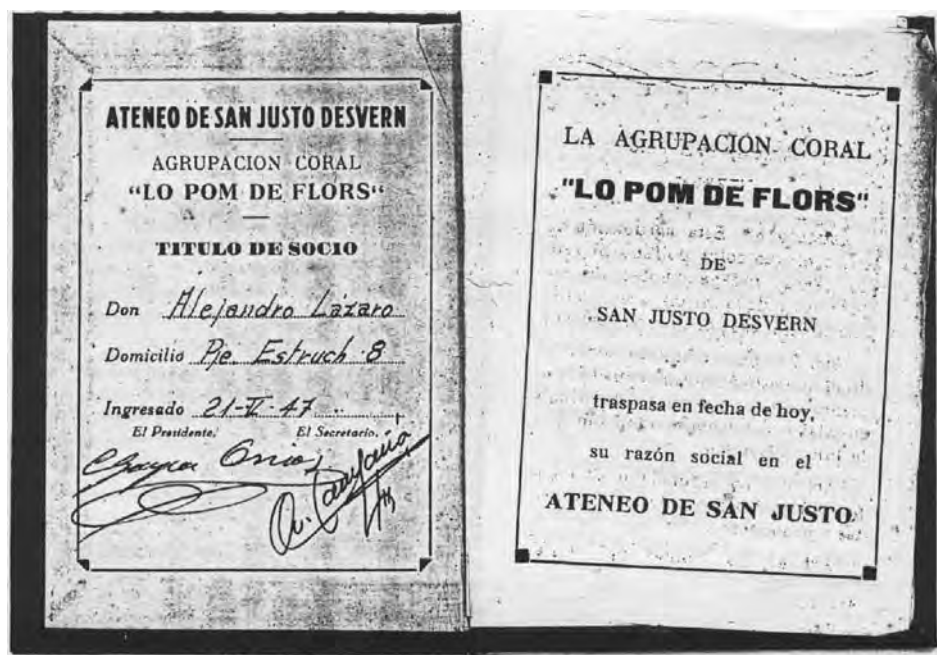 ATENEO DE SAN JUSTO DESVERN
AGRUPACION CORAL
"LO POM DE FLORS"
TITULO DE SOCIO
Don Alejandro Lázaro
Domicilio Pje. Estruch 8
Ingresado 21-V-47
El Presidente. El Secretario.
LA AGRUPACION CORAL
"LO POM DE FLORS"
DE
SAN JUSTO DESVERN
traspasa en fecha de hoy,
su razón social en el
ATENEO DE SAN JUSTO